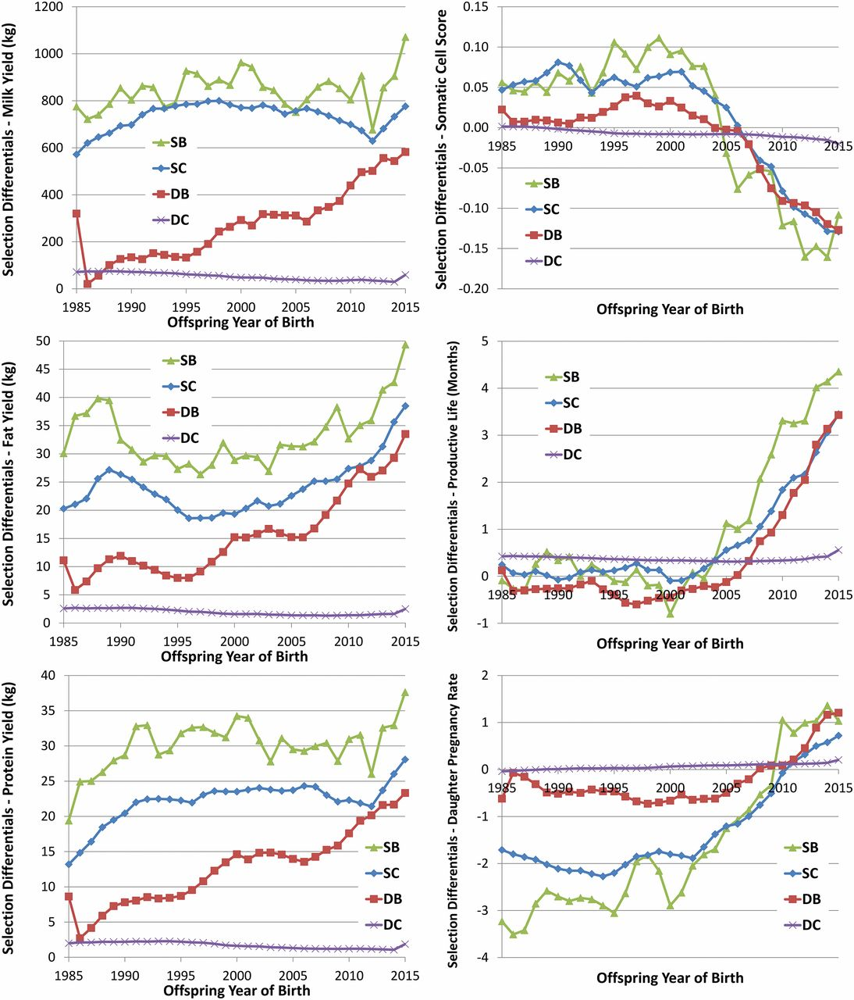 Selection Differentials - Milk Yield (kg)
1200
1000
800
600
400
200
0
SB
SC
DB
DC
1985 1990 1995 2000 2005 2010 2015
Offspring Year of Birth
Selection Differentials - Somatic Cell Score
0.15
0.10
0.05
0.00
-0.05
-0.10
-0.15
-0.20
1985 1990 1995 2000 2005 2010 2015
SB
SC
DB
DC
Offspring Year of Birth
Selection Differentials - Fat Yield (kg)
50
45
40
35
30
25
20
15
10
5
0
SB
SC
DB
DC
1985 1990 1995 2000 2005 2010 2015
Offspring Year of Birth
Selection Differentials - Productive Life (Months)
5
4
3
2
1
0
-1
SB
SC
DB
DC
1985 1990 1995 2000 2005 2010 2015
Offspring Year of Birth
Selection Differentials - Protein Yield (kg)
40
35
30
25
20
15
10
5
0
SB
SC
DB
DC
1985 1990 1995 2000 2005 2010 2015
Offspring Year of Birth
Selection Differentials - Daughter Pregnancy Rate
2
1
0
-1
-2
-3
-4
1985 1990 1995 2000 2005 2010 2015
SB
SC
DB
DC
Offspring Year of Birth